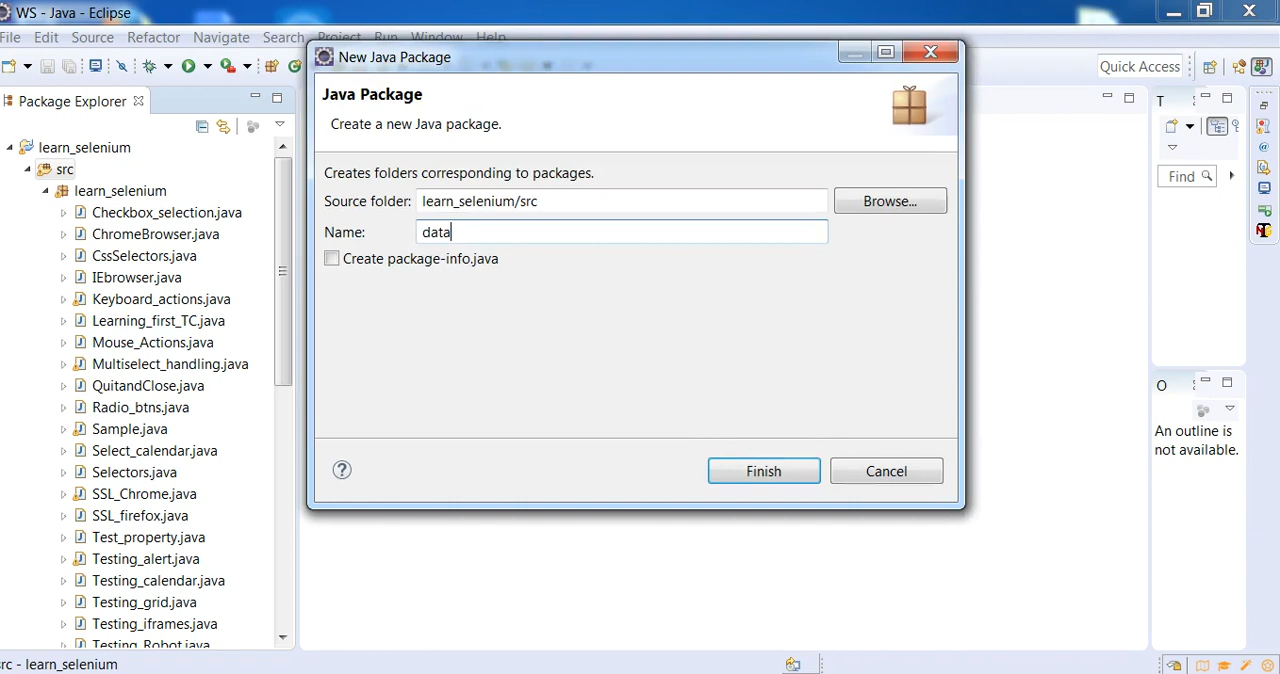 WS - Java - Eclipse
File Edit Source Refactor Navigate Search Project Run Window Help
Quick Access
Package Explorer
learn_selenium
src
learn_selenium
Checkbox_selection.java
ChromeBrowser.java
CssSelectors.java
IEbrowser.java
Keyboard_actions.java
Learning_first_TC.java
Mouse_Actions.java
Multiselect_handling.java
QuitandClose.java
Radio_btns.java
Sample.java
Select_calendar.java
Selectors.java
SSL_Chrome.java
SSL_firefox.java
Test_property.java
Testing_alert.java
Testing_calendar.java
Testing_grid.java
Testing_iframes.java
Testing_Robot.java
src - learn_selenium
New Java Package
Java Package
Create a new Java package.
Creates folders corresponding to packages.
Source folder: learn_selenium/src Browse...
Name: data
Create package-info.java
Finish Cancel
T
Find
O
An outline is
not available.